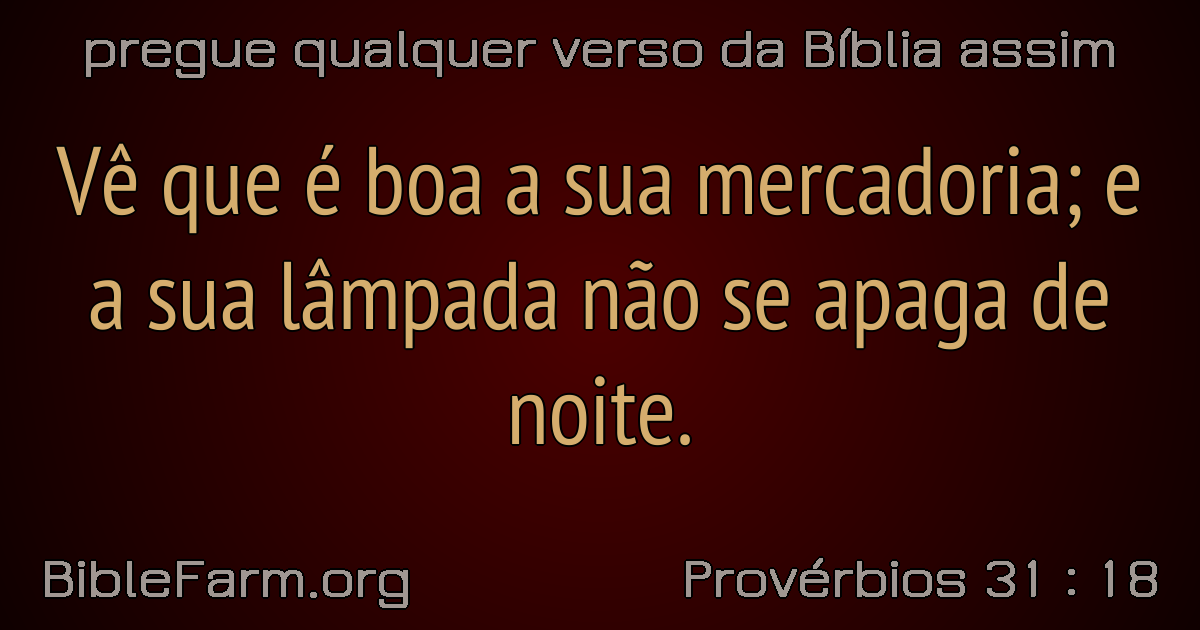 pregue qualquer verso da Bíblia assim
Vê que é boa a sua mercadoria; e
a sua lâmpada não se apaga de
noite.
BibleFarm.org
Provérbios 31 : 18